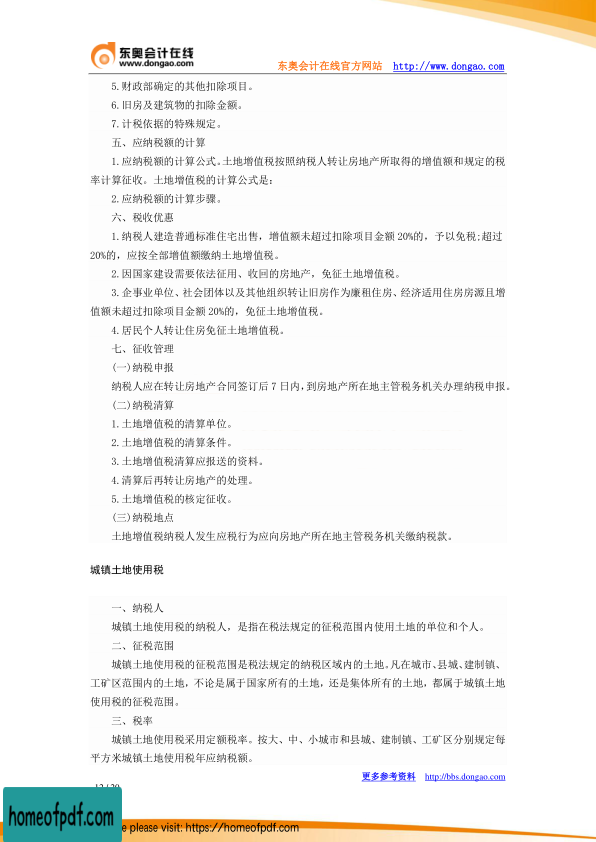 东奥会计在线
www.dongao.com
东奥会计在线官方网站 http://www.dongao.com
5.财政部确定的其他扣除项目。
6.旧房及建筑物的扣除金额。
7.计税依据的特殊规定。
五、应纳税额的计算
1.应纳税额的计算公式。土地增值税按照纳税人转让房地产所取得的增值额和规定的税
率计算征收。土地增值税的计算公式是:
2.应纳税额的计算步骤。
六、税收优惠
1.纳税人建造普通标准住宅出售，增值额未超过扣除项目金额 20%的，予以免税;超过
20%的，应按全部增值额缴纳土地增值税。
2.因国家建设需要依法征用、收回的房地产，免征土地增值税。
3.企事业单位、社会团体以及其他组织转让旧房作为廉租住房、经济适用住房房源且增
值额未超过扣除项目金额 20%的，免征土地增值税。
4.居民个人转让住房免征土地增值税。
七、征收管理
(一)纳税申报
纳税人应在转让房地产合同签订后 7 日内，到房地产所在地主管税务机关办理纳税申报。
(二)纳税清算
1.土地增值税的清算单位。
2.土地增值税的清算条件。
3.土地增值税清算应报送的资料。
4.清算后再转让房地产的处理。
5.土地增值税的核定征收。
(三)纳税地点
土地增值税纳税人发生应税行为应向房地产所在地主管税务机关缴纳税款。
城镇土地使用税
一、纳税人
城镇土地使用税的纳税人，是指在税法规定的征税范围内使用土地的单位和个人。
二、征税范围
城镇土地使用税的征税范围是税法规定的纳税区域内的土地。凡在城市、县城、建制镇、
工矿区范围内的土地，不论是属于国家所有的土地，还是集体所有的土地，都属于城镇土地
使用税的征税范围。
三、税率
城镇土地使用税采用定额税率。按大、中、小城市和县城、建制镇、工矿区分别规定每
平方米城镇土地使用税年应纳税额。
更多参考资料 http://bbs.dongao.com
homeofpdf.com
e please visit: https://homeofpdf.com